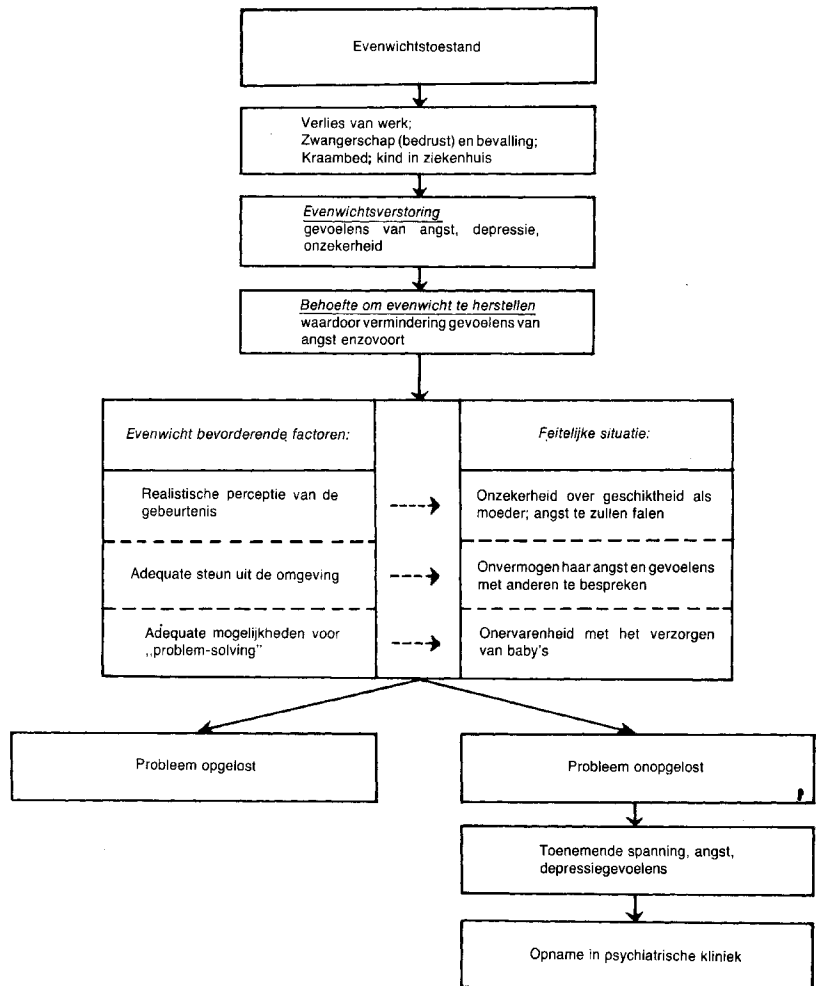 Evenwichtstoestand
Verlies van werk;
Zwangerschap (bedrust) en bevalling;
Kraambed; kind in ziekenhuis
Evenwichtsverstoring
gevoelens van angst, depressie,
onzekerheid
Behoefte om evenwicht te herstellen
waardoor vermindering gevoelens van
angst enzovoort
Evenwicht bevorderende factoren:
Feitelijke situatie:
Realistische perceptie van de
gebeurtenis
Onzekerheid over geschiktheid als
moeder; angst te zullen falen
Adequate steun uit de omgeving
Onvermogen haar angst en gevoelens
met anderen te bespreken
Adequate mogelijkheden voor
,,problem-solving"
Onervarenheid met het verzorgen
van baby's
Probleem opgelost
Probleem onopgelost
Toenemende spanning, angst,
depressiegevoelens
Opname in psychiatrische kliniek